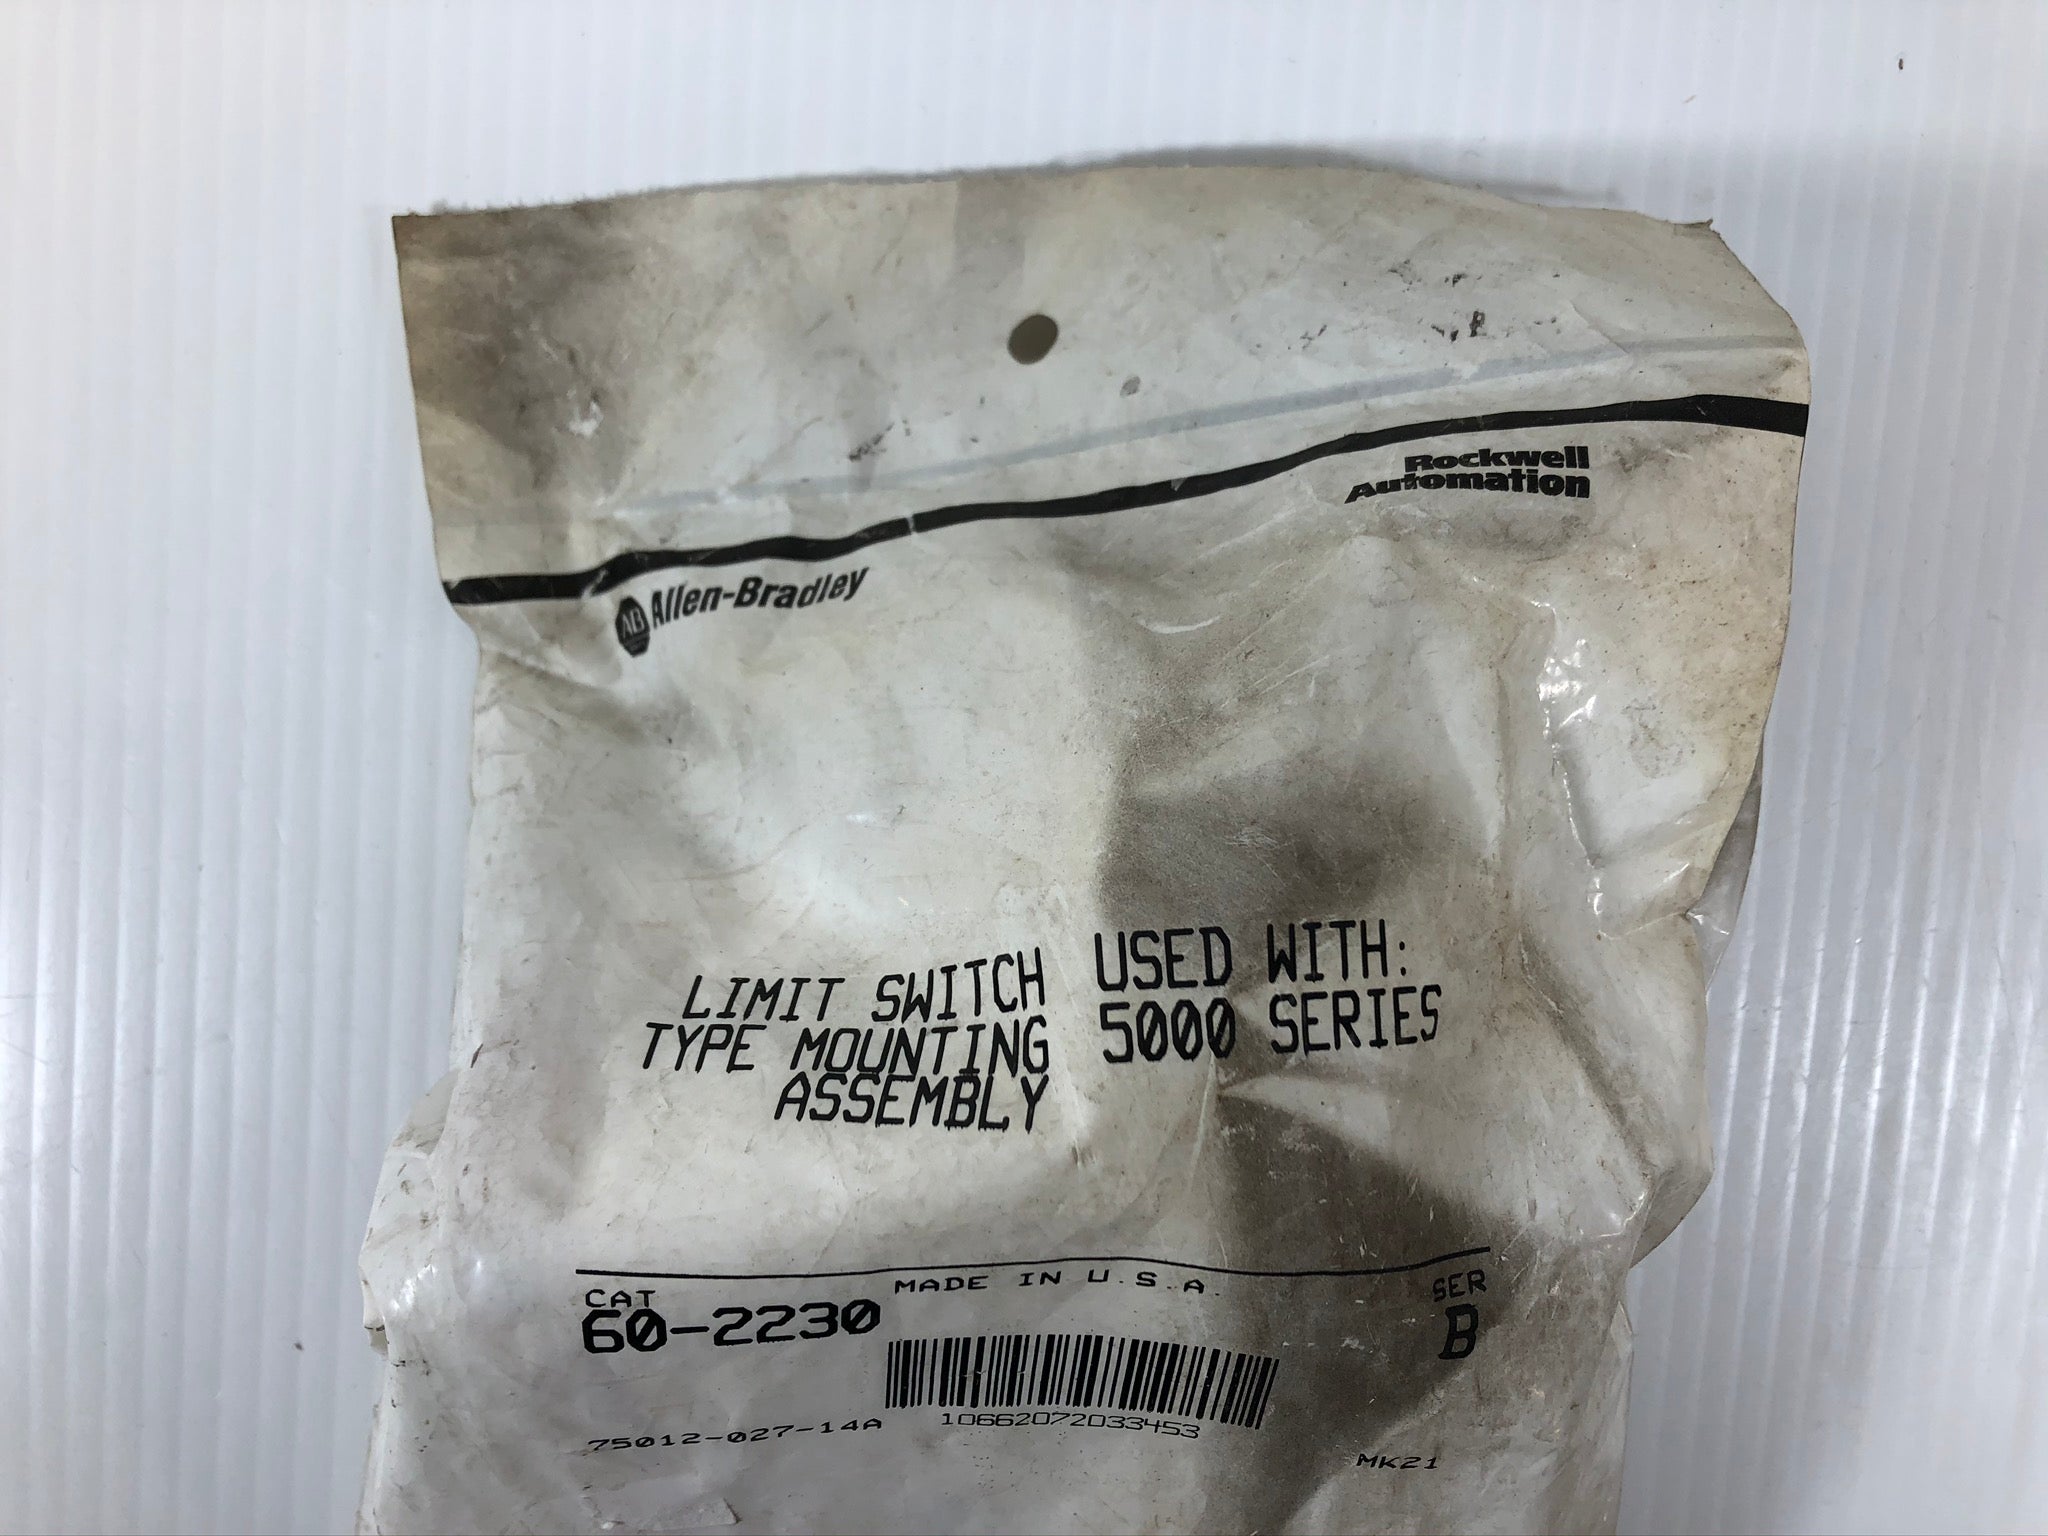 Rockwell
Automation
AB Allen-Bradley
LIMIT SWITCH
TYPE MOUNTING
ASSEMBLY
USED WITH:
5000 SERIES
MADE IN U.S.A.
CAT
60-2230
SER
B
75012-027-14A
10662072033453
MK21